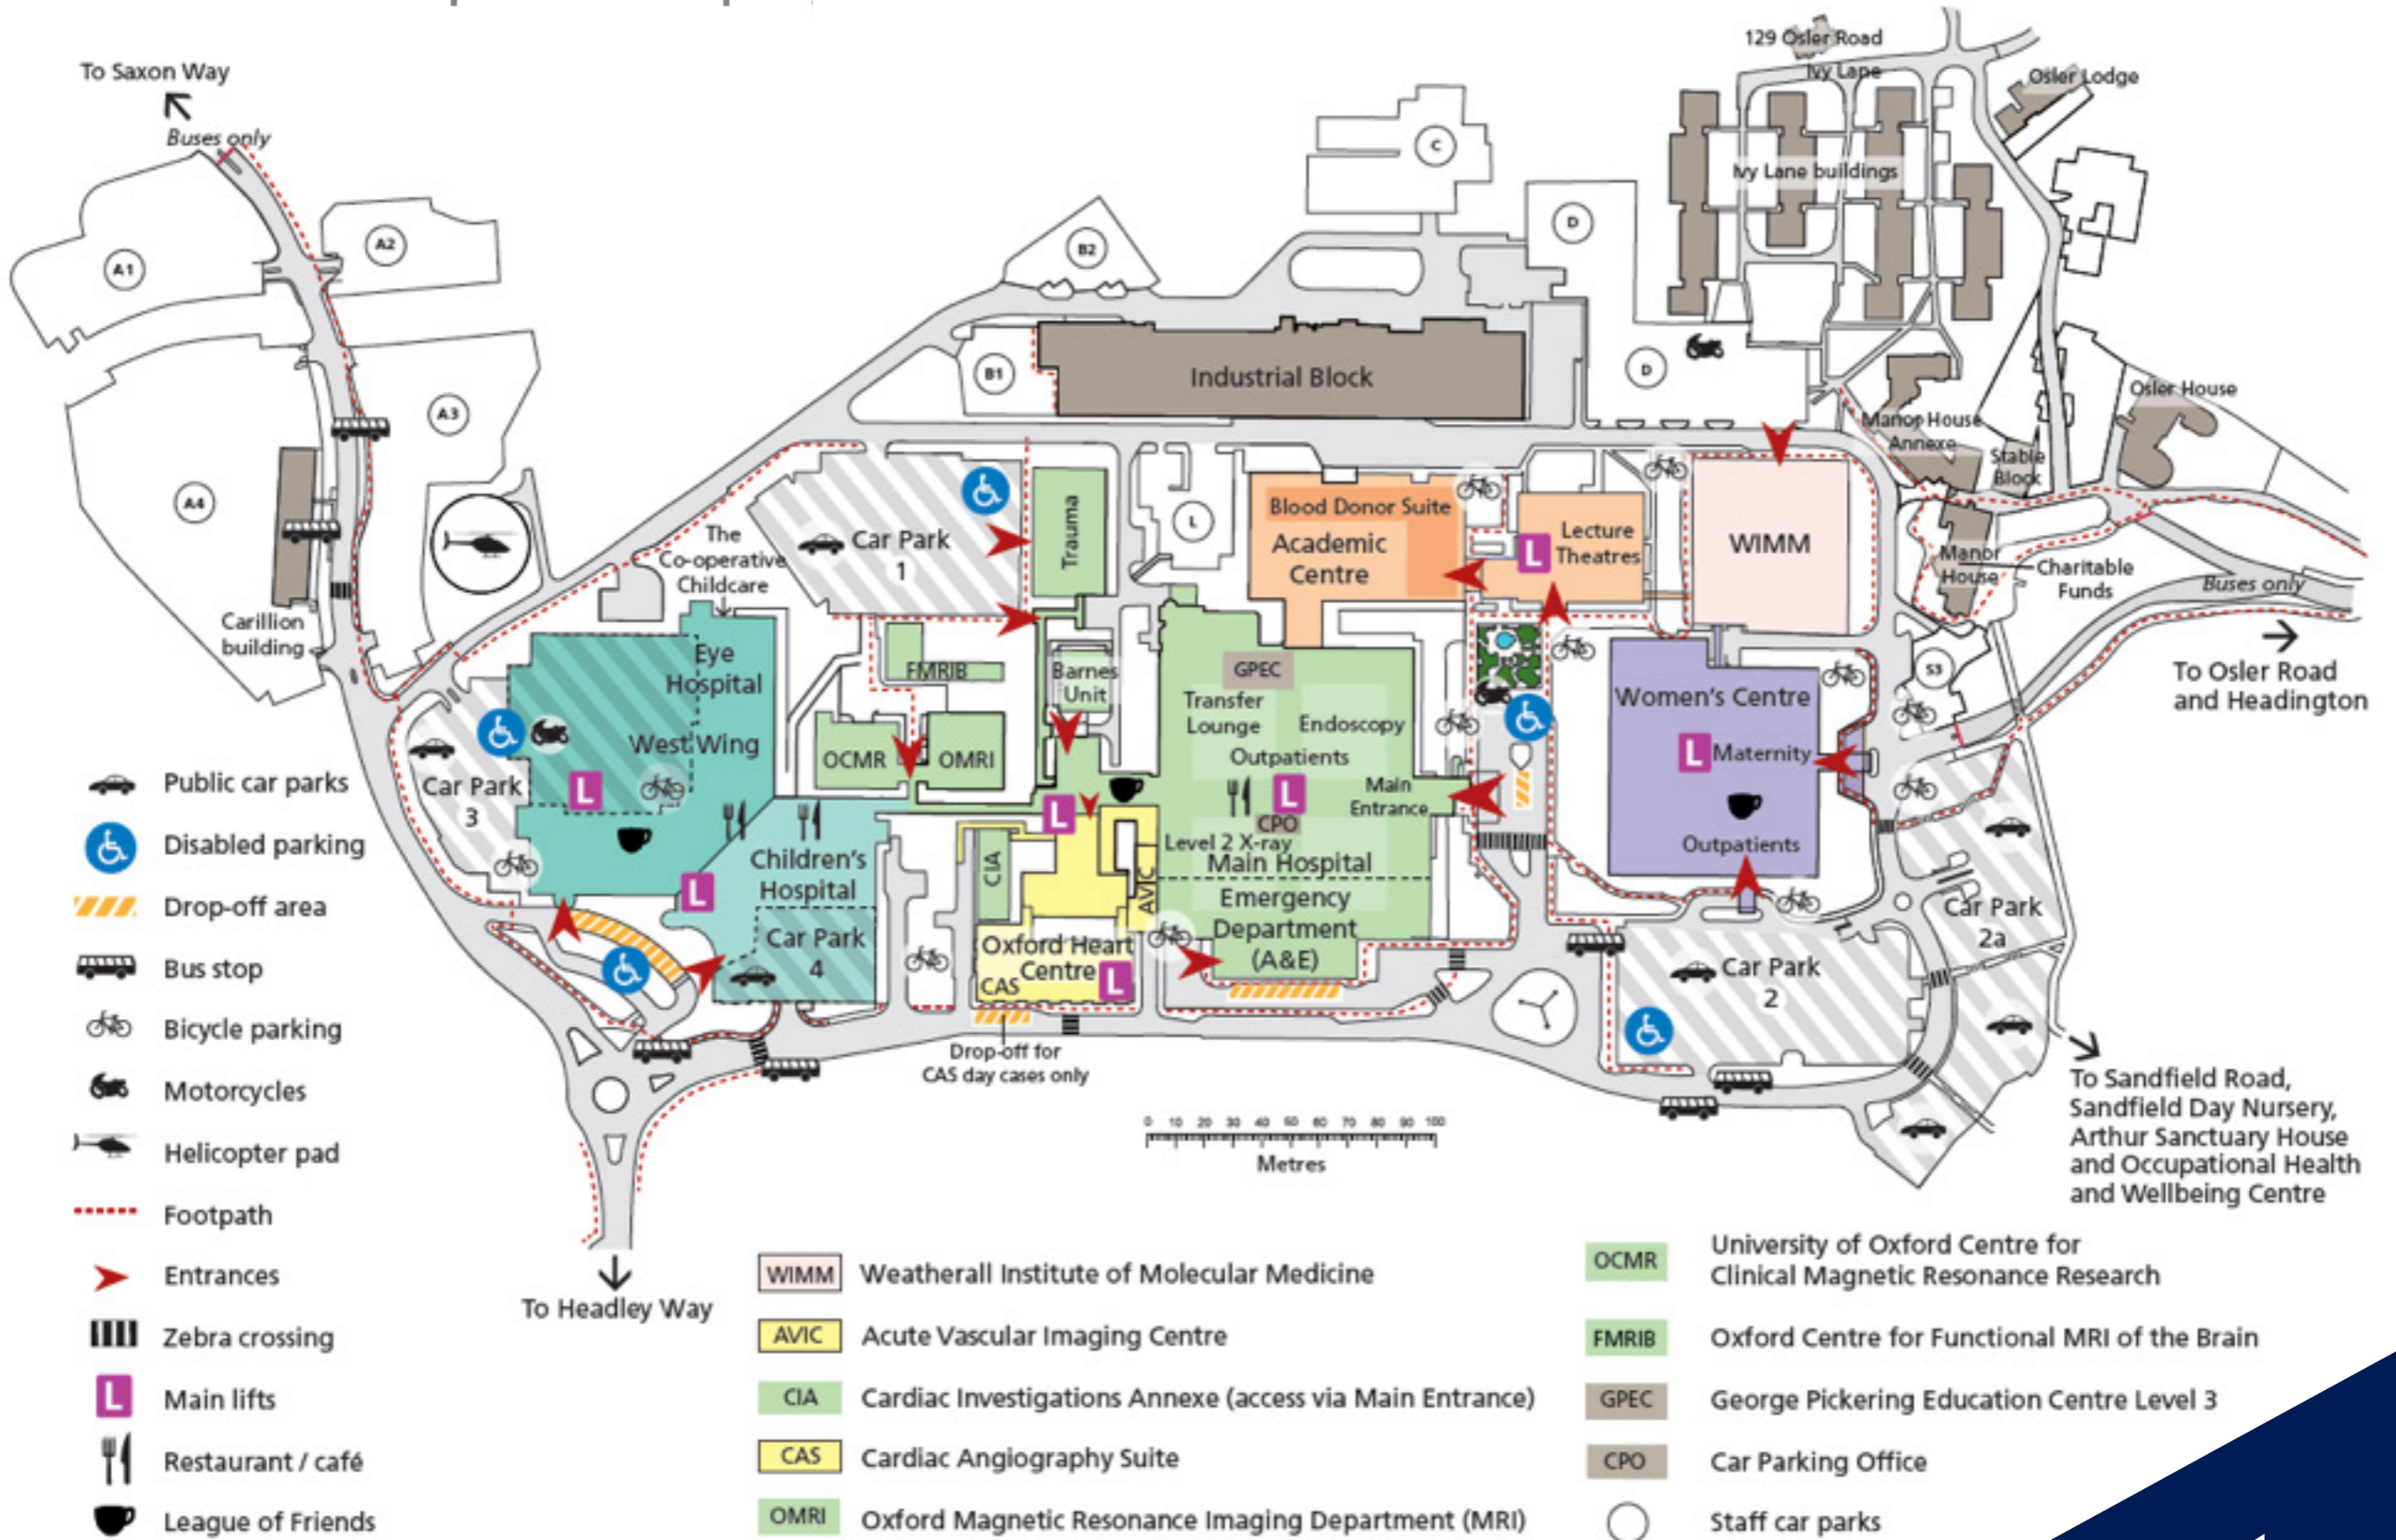 129 Osler Road
To Saxon Way
Ivy Lane
Osler Lodge
Buses only
C
Ivy Lane buildings
D
A2
B2
A1
B1
Industrial Block
D
Osler House
A3
Manor House
Annexe
Stable
Block
A4
L
Blood Donor Suite
Academic
Centre
Lecture
Theatres
L
WIMM
Car Park
1
Trauma
The
Co-operative
Childcare
Manor
House
Charitable
Funds
Buses only
Carillion
building
Eye
Hospital
FMRIB
Barnes
Unit
GPEC
S3
To Osler Road
and Headington
Transfer
Lounge
Endoscopy
Women's Centre
West Wing
OCMR
OMRI
Outpatients
L
Maternity
Car Park
3
L
L
L
Main
Entrance
CPO
Level 2 X-ray
Main Hospital
Outpatients
Children's
Hospital
L
CIA
AVIC
Emergency
Department
(A&E)
Car Park
2a
Car Park
4
Oxford Heart
Centre
L
CAS
Car Park
2
Drop-off for
CAS day cases only
To Sandfield Road,
Sandfield Day Nursery,
Arthur Sanctuary House
and Occupational Health
and Wellbeing Centre
0 10 20 30 40 50 60 70 80 90 100
Metres
To Headley Way
Public car parks
Disabled parking
Drop-off area
Bus stop
Bicycle parking
Motorcycles
Helicopter pad
Footpath
Entrances
Zebra crossing
L Main lifts
Restaurant / café
League of Friends
WIMM Weatherall Institute of Molecular Medicine
AVIC Acute Vascular Imaging Centre
CIA Cardiac Investigations Annexe (access via Main Entrance)
CAS Cardiac Angiography Suite
OMRI Oxford Magnetic Resonance Imaging Department (MRI)
OCMR University of Oxford Centre for
Clinical Magnetic Resonance Research
FMRIB Oxford Centre for Functional MRI of the Brain
GPEC George Pickering Education Centre Level 3
CPO Car Parking Office
Staff car parks